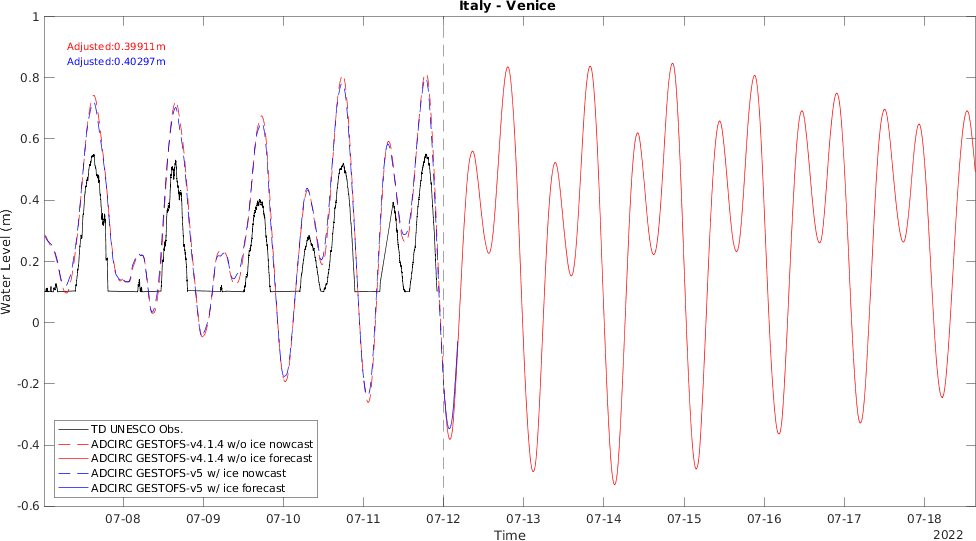 Italy - Venice
Adjusted:0.39911m
Adjusted:0.40297m
1
0.8
0.6
0.4
0.2
0
-0.2
-0.4
-0.6
Water Level (m)
TD UNESCO Obs.
ADCIRC GESTOFS-v4.1.4 w/o ice nowcast
ADCIRC GESTOFS-v4.1.4 w/o ice forecast
ADCIRC GESTOFS-v5 w/ ice nowcast
ADCIRC GESTOFS-v5 w/ ice forecast
07-08 07-09 07-10 07-11 07-12 07-13 07-14 07-15 07-16 07-17 07-18
Time
2022